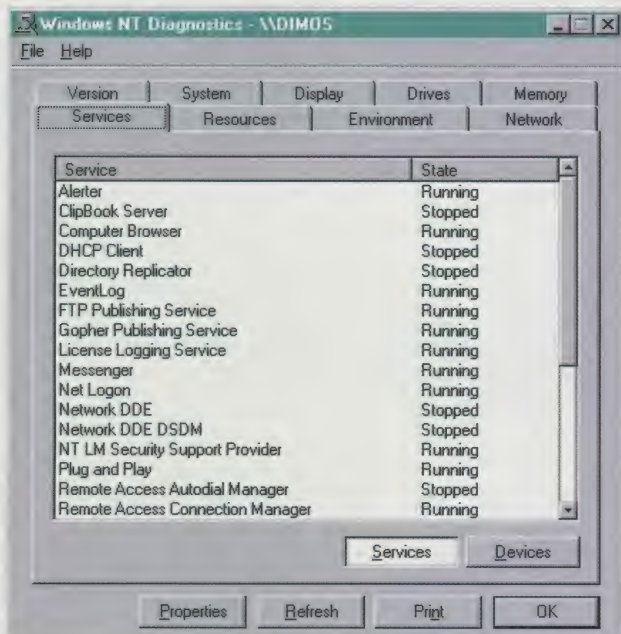 Windows NT Diagnostics - \\DIMOS
File Help
Version System Display Drives Memory
Services Resources Environment Network
Service State
Alerter Running
ClipBook Server Stopped
Computer Browser Running
DHCP Client Stopped
Directory Replicator Stopped
EventLog Running
FTP Publishing Service Running
Gopher Publishing Service Running
License Logging Service Running
Messenger Running
Net Logon Running
Network DDE Stopped
Network DDE DSDM Stopped
NT LM Security Support Provider Running
Plug and Play Running
Remote Access Autodial Manager Stopped
Remote Access Connection Manager Running
Services Devices
Properties Refresh Print OK